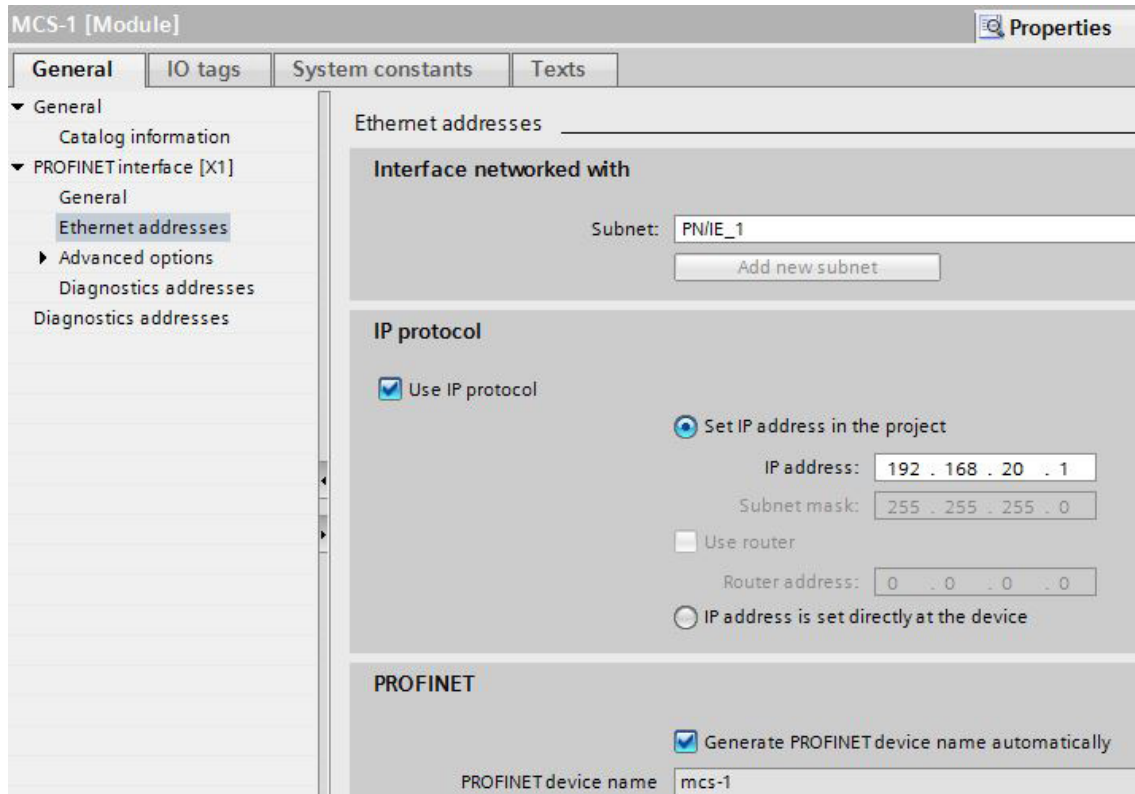 MCS-1 [Module]
Properties
General
IO tags
System constants
Texts
General
Catalog information
PROFINET interface [X1]
General
Ethernet addresses
Advanced options
Diagnostics addresses
Diagnostics addresses
Ethernet addresses
Interface networked with
Subnet: PN/IE_1
Add new subnet
IP protocol
Use IP protocol
Set IP address in the project
IP address: 192 . 168 . 20 . 1
Subnet mask: 255 . 255 . 255 . 0
Use router
Router address: 0 . 0 . 0 . 0
IP address is set directly at the device
PROFINET
Generate PROFINET device name automatically
PROFINET device name mcs-1